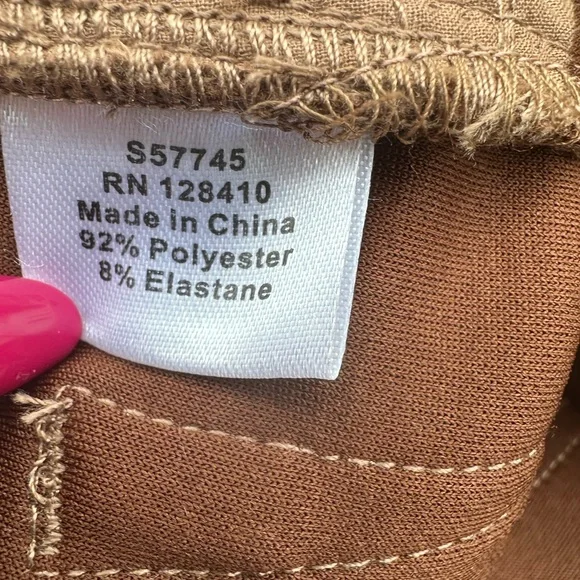 S57745
RN 128410
Made in China
92% Polyester
8% Elastane